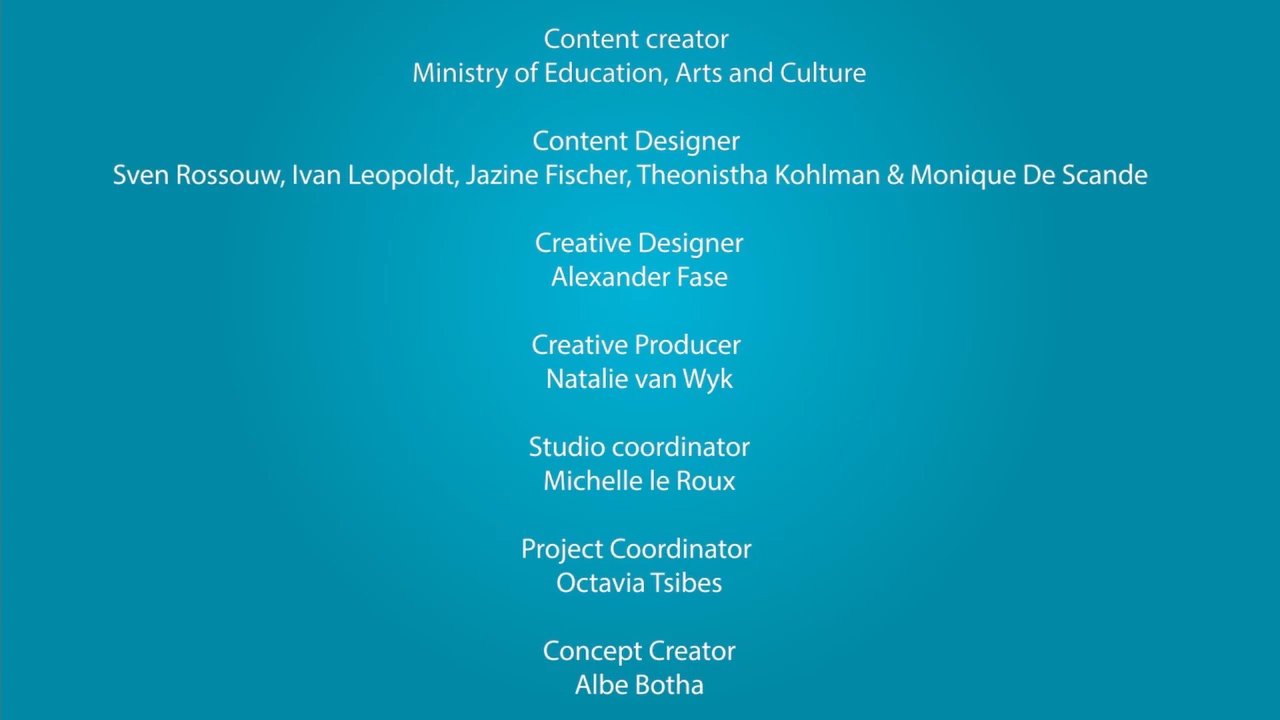 Content creator
Ministry of Education, Arts and Culture
Content Designer
Sven Rossouw, Ivan Leopoldt, Jazine Fischer, Theonistha Kohlman & Monique De Scande
Creative Designer
Alexander Fase
Creative Producer
Natalie van Wyk
Studio coordinator
Michelle le Roux
Project Coordinator
Octavia Tsibes
Concept Creator
Albe Botha